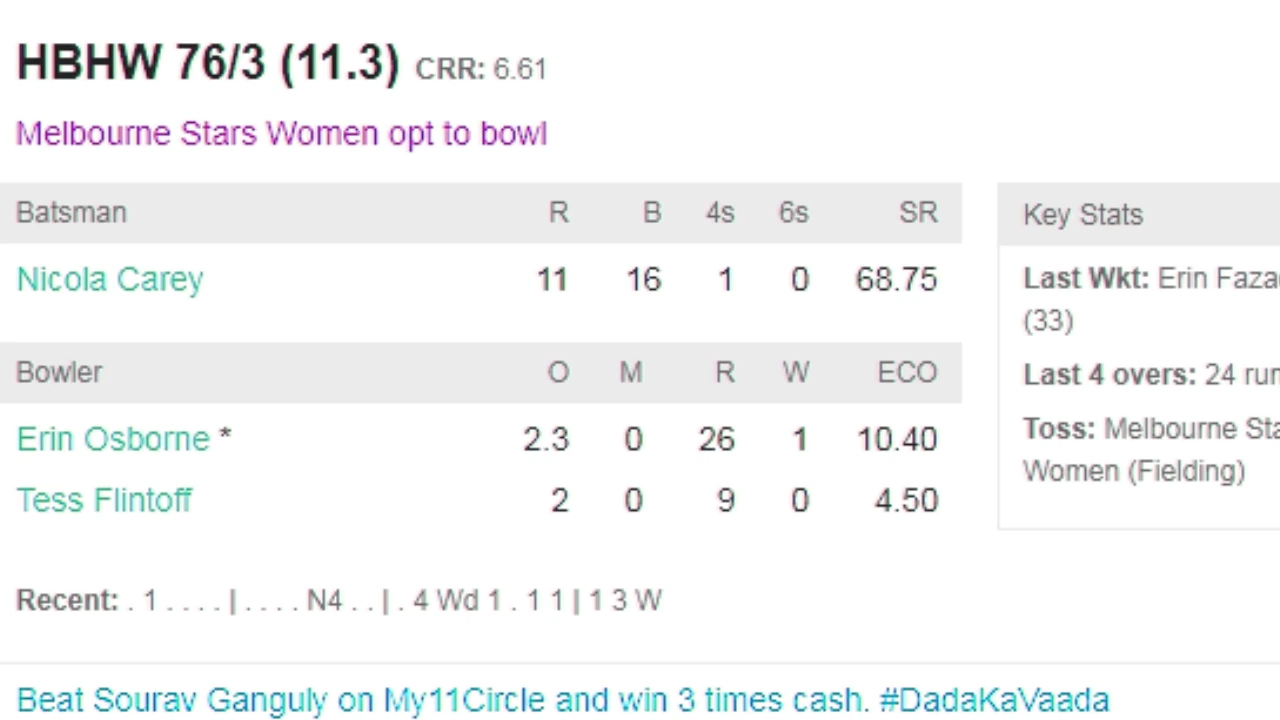 HBHW 76/3 (11.3) CRR: 6.61
Melbourne Stars Women opt to bowl
Batsman R B 4s 6s SR
Nicola Carey 11 16 1 0 68.75
Bowler O M R W ECO
Erin Osborne * 2.3 0 26 1 10.40
Tess Flintoff 2 0 9 0 4.50
Recent: . 1 . . . . | . . . . N4 . . | . 4 Wd 1 . 1 1 | 1 3 W
Key Stats
Last Wkt: Erin
(33)
Last 4 overs: 24
Toss: Melbourne
Women (Fielding)
Beat Sourav Ganguly on My11Circle and win 3 times cash. #DadaKaVaada